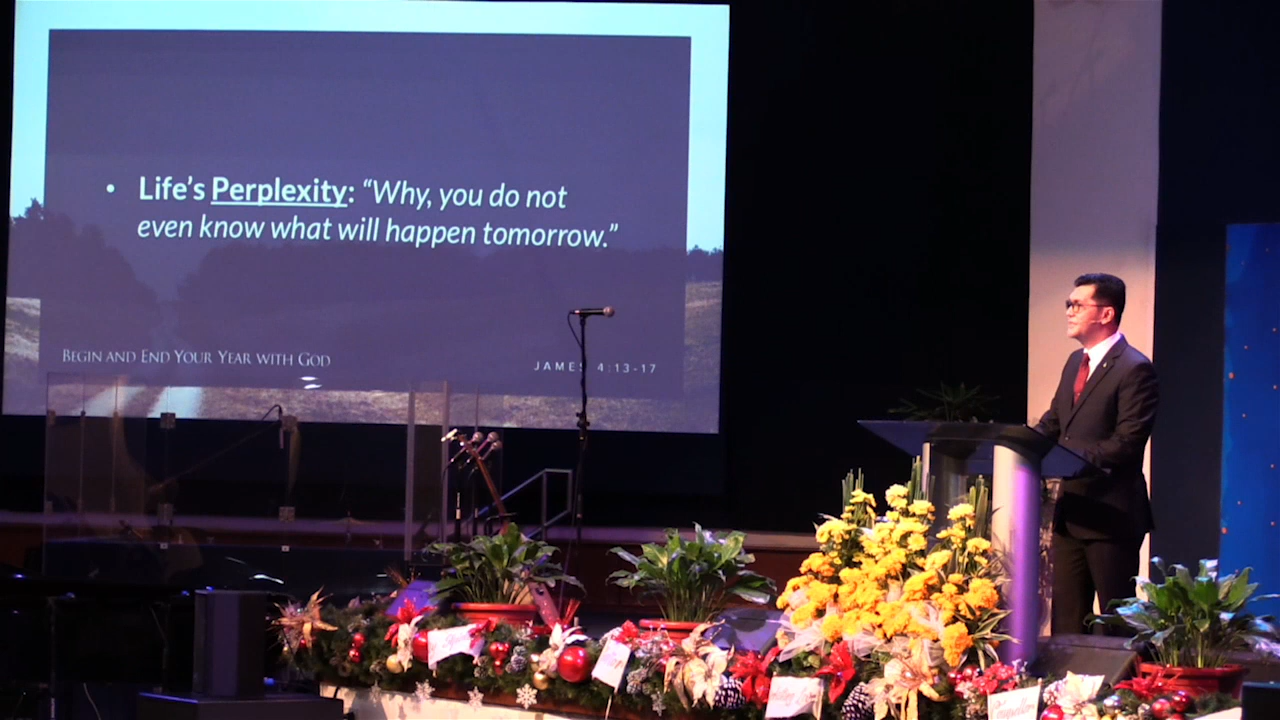 • Life's Perplexity: “Why, you do not
even know what will happen tomorrow.”
BEGIN AND END YOUR YEAR WITH GOD
JAMES 4:13-17